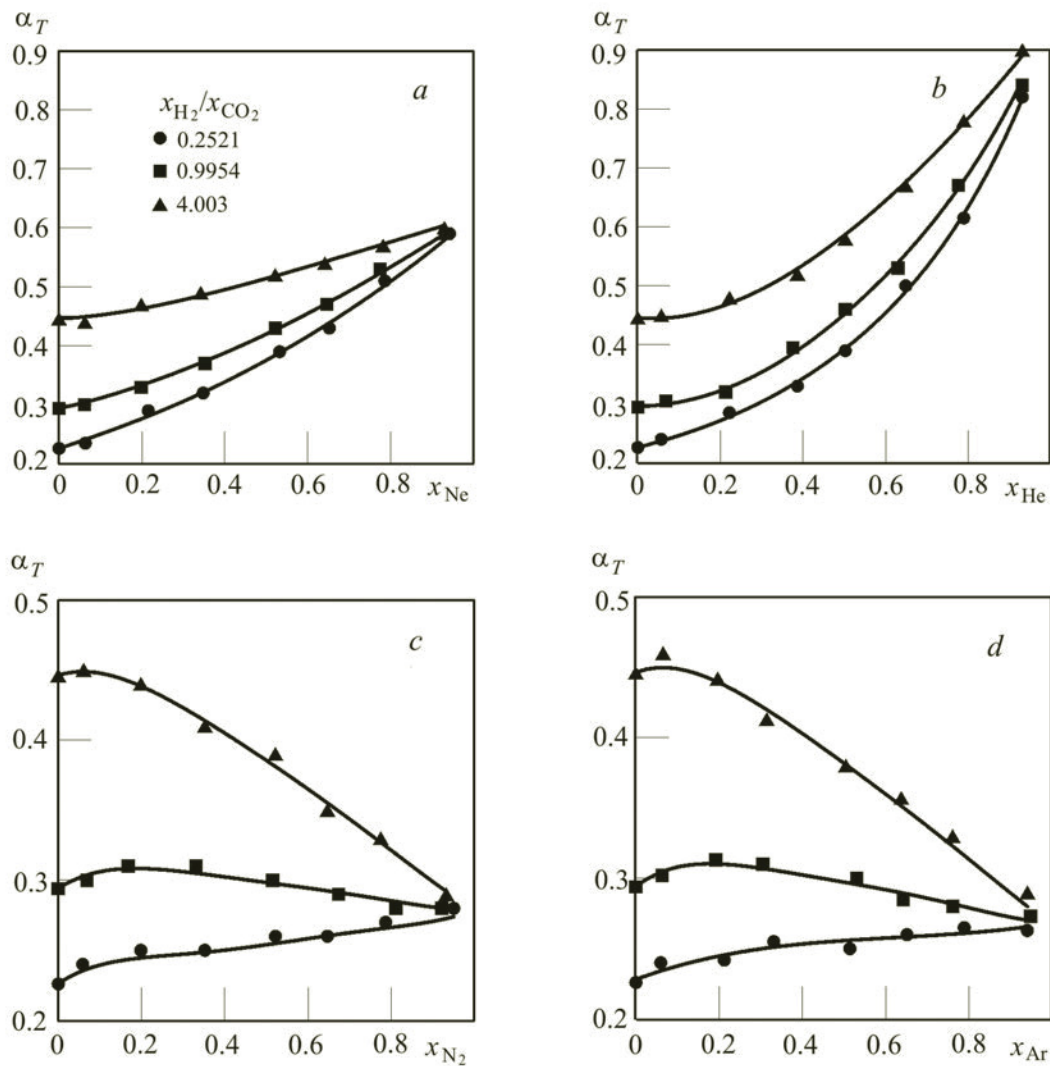 α_T
0.9
0.8
0.7
0.6
0.5
0.4
0.3
0.2
a
x_H₂/x_CO₂
0.2521
0.9954
4.003
0 0.2 0.4 0.6 0.8 x_Ne
α_T
0.9
0.8
0.7
0.6
0.5
0.4
0.3
0.2
b
0 0.2 0.4 0.6 0.8 x_He
α_T
0.5
0.4
0.3
0.2
c
0 0.2 0.4 0.6 0.8 x_N₂
α_T
0.5
0.4
0.3
0.2
d
0 0.2 0.4 0.6 0.8 x_Ar